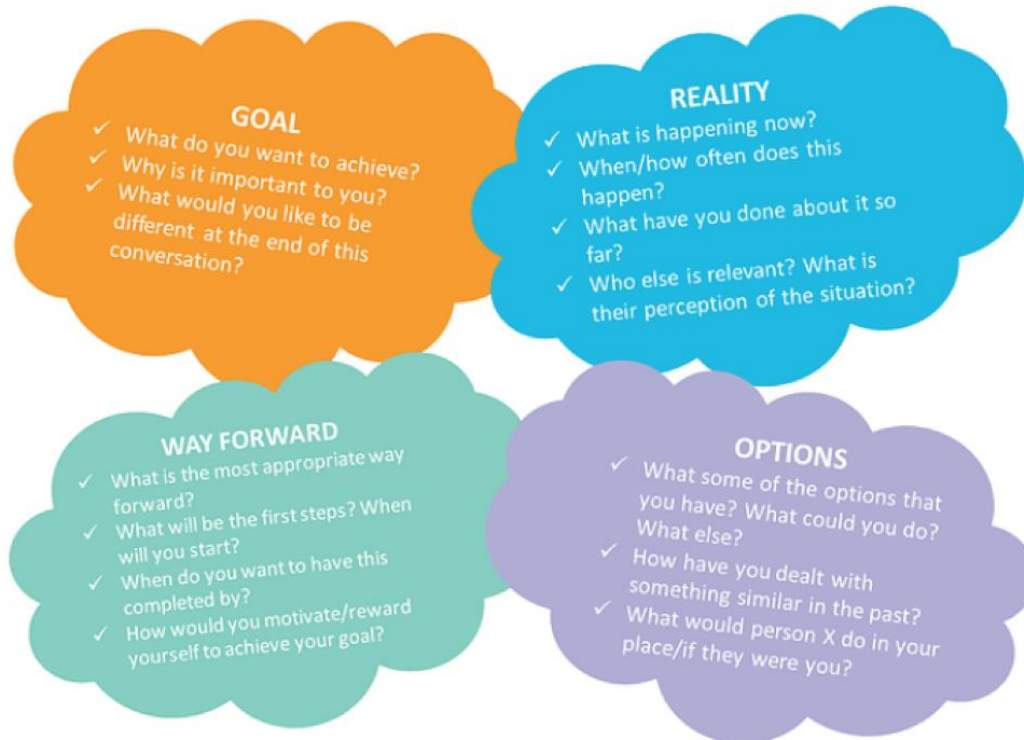 GOAL
✓ What do you want to achieve?
✓ Why is it important to you?
✓ What would you like to be
different at the end of this
conversation?
REALITY
✓ What is happening now?
✓ When/how often does this
happen?
✓ What have you done about it so
far?
✓ Who else is relevant? What is
their perception of the situation?
WAY FORWARD
✓ What is the most appropriate way
forward?
✓ What will be the first steps? When
will you start?
✓ When do you want to have this
completed by?
✓ How would you motivate/reward
yourself to achieve your goal?
OPTIONS
✓ What some of the options that
you have? What could you do?
What else?
✓ How have you dealt with
something similar in the past?
✓ What would person X do in your
place/if they were you?